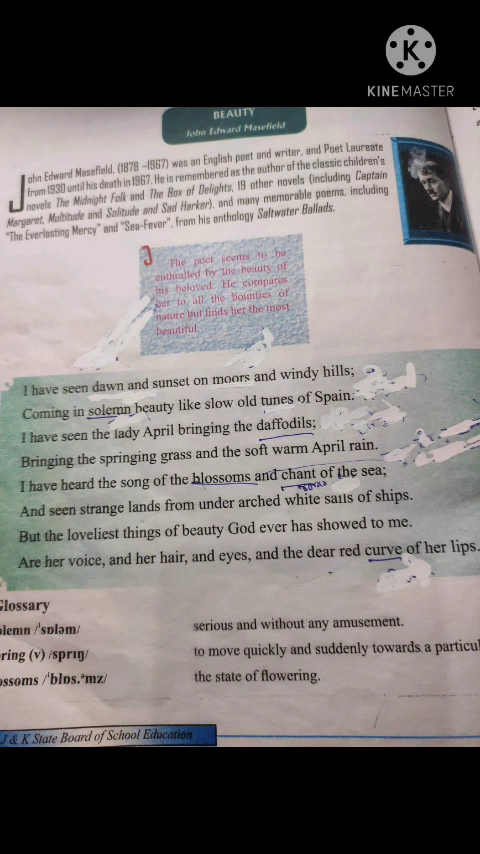 K
KINEMASTER
BEAUTY
John Edward Masefield
John Edward Masefield, (1878 –1967) was an English poet and writer, and Poet Laureate
from 1930 until his death in 1967. He is remembered as the author of the classic children's
novels The Midnight Folk and The Box of Delights, 19 other novels (including Captain
Margaret, Multitude and Solitude and Sad Harker), and many memorable poems, including
"The Everlasting Mercy" and "Sea-Fever", from his anthology Saltwater Ballads.
The poet seems to be
enthralled by the beauty of
his beloved. He compares
her to all the Bounties of
nature but finds her the most
beautiful.
I have seen dawn and sunset on moors and windy hills;
Coming in solemn beauty like slow old tunes of Spain.
I have seen the lady April bringing the daffodils;
Bringing the springing grass and the soft warm April rain.
I have heard the song of the blossoms and chant of the sea;
And seen strange lands from under arched white sails of ships.
But the loveliest things of beauty God ever has showed to me.
Are her voice, and her hair, and eyes, and the dear red curve of her lips.
Glossary
olemn /'sɒləm/ serious and without any amusement.
ring (v) /sprɪŋ/ to move quickly and suddenly towards a particul
ossoms /'blɒs.ᵊmz/ the state of flowering.
J & K State Board of School Education